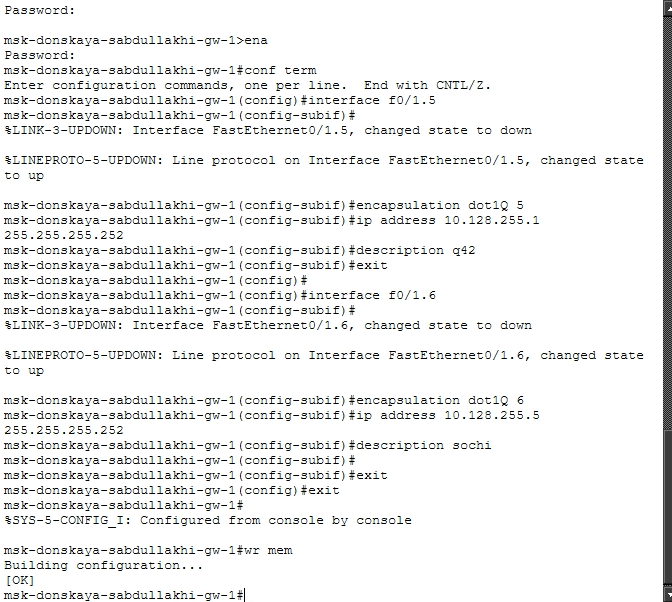 Password:
msk-donskaya-sabdullakhi-gw-1>ena
Password:
msk-donskaya-sabdullakhi-gw-1#conf term
Enter configuration commands, one per line.  End with CNTL/Z.
msk-donskaya-sabdullakhi-gw-1(config)#interface f0/1.5
msk-donskaya-sabdullakhi-gw-1(config-subif)#
%LINK-3-UPDOWN: Interface FastEthernet0/1.5, changed state to down
%LINEPROTO-5-UPDOWN: Line protocol on Interface FastEthernet0/1.5, changed state
to up
msk-donskaya-sabdullakhi-gw-1(config-subif)#encapsulation dot1Q 5
msk-donskaya-sabdullakhi-gw-1(config-subif)#ip address 10.128.255.1
255.255.255.252
msk-donskaya-sabdullakhi-gw-1(config-subif)#description q42
msk-donskaya-sabdullakhi-gw-1(config-subif)#exit
msk-donskaya-sabdullakhi-gw-1(config)#
msk-donskaya-sabdullakhi-gw-1(config)#interface f0/1.6
msk-donskaya-sabdullakhi-gw-1(config-subif)#
%LINK-3-UPDOWN: Interface FastEthernet0/1.6, changed state to down
%LINEPROTO-5-UPDOWN: Line protocol on Interface FastEthernet0/1.6, changed state
to up
msk-donskaya-sabdullakhi-gw-1(config-subif)#encapsulation dot1Q 6
msk-donskaya-sabdullakhi-gw-1(config-subif)#ip address 10.128.255.5
255.255.255.252
msk-donskaya-sabdullakhi-gw-1(config-subif)#description sochi
msk-donskaya-sabdullakhi-gw-1(config-subif)#
msk-donskaya-sabdullakhi-gw-1(config-subif)#exit
msk-donskaya-sabdullakhi-gw-1(config)#exit
msk-donskaya-sabdullakhi-gw-1#
%SYS-5-CONFIG_I: Configured from console by console
msk-donskaya-sabdullakhi-gw-1#wr mem
Building configuration...
[OK]
msk-donskaya-sabdullakhi-gw-1#